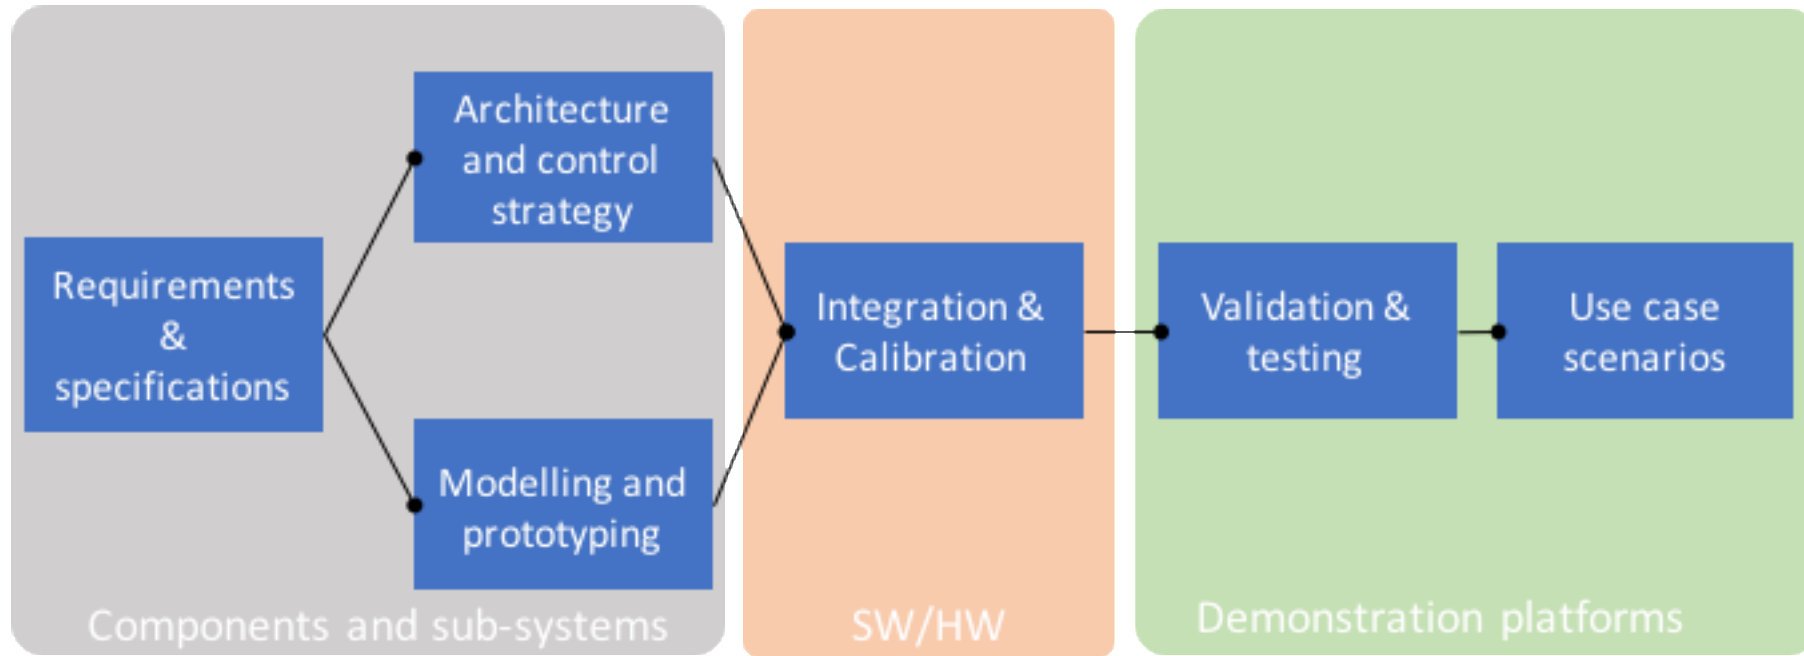 Requirements
&
specifications
Architecture
and control
strategy
Modelling and
prototyping
Components and sub-systems
Integration &
Calibration
SW/HW
Validation &
testing
Use case
scenarios
Demonstration platforms